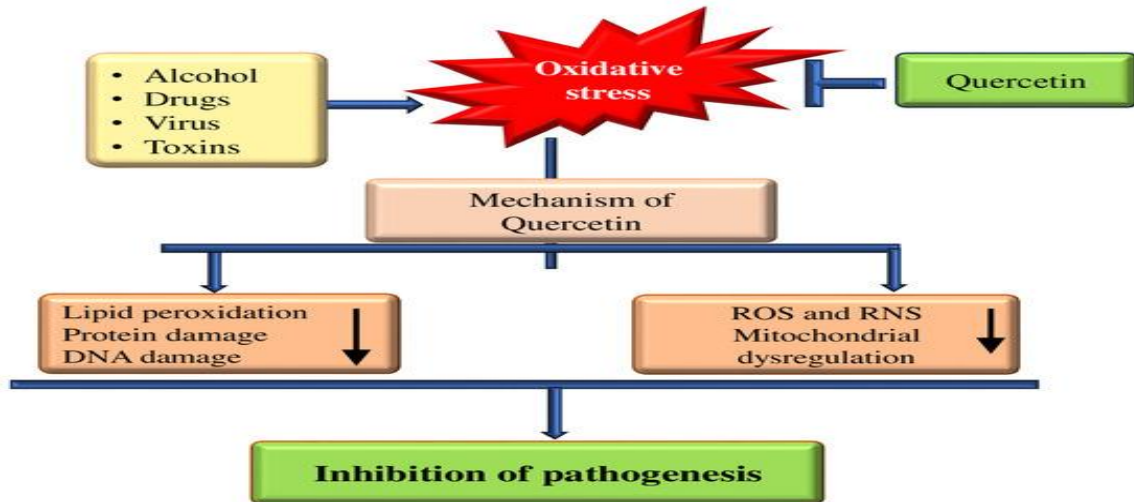 • Alcohol
• Drugs
• Virus
• Toxins
Oxidative
stress
Quercetin
Mechanism of
Quercetin
Lipid peroxidation
Protein damage
DNA damage
ROS and RNS
Mitochondrial
dysregulation
Inhibition of pathogenesis